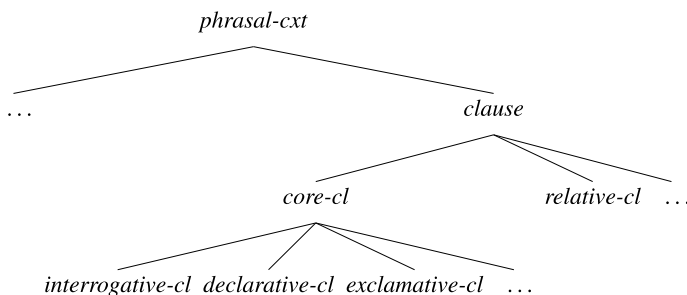 phrasal-cxt
... clause
core-cl relative-cl ...
interrogative-cl declarative-cl exclamative-cl ...